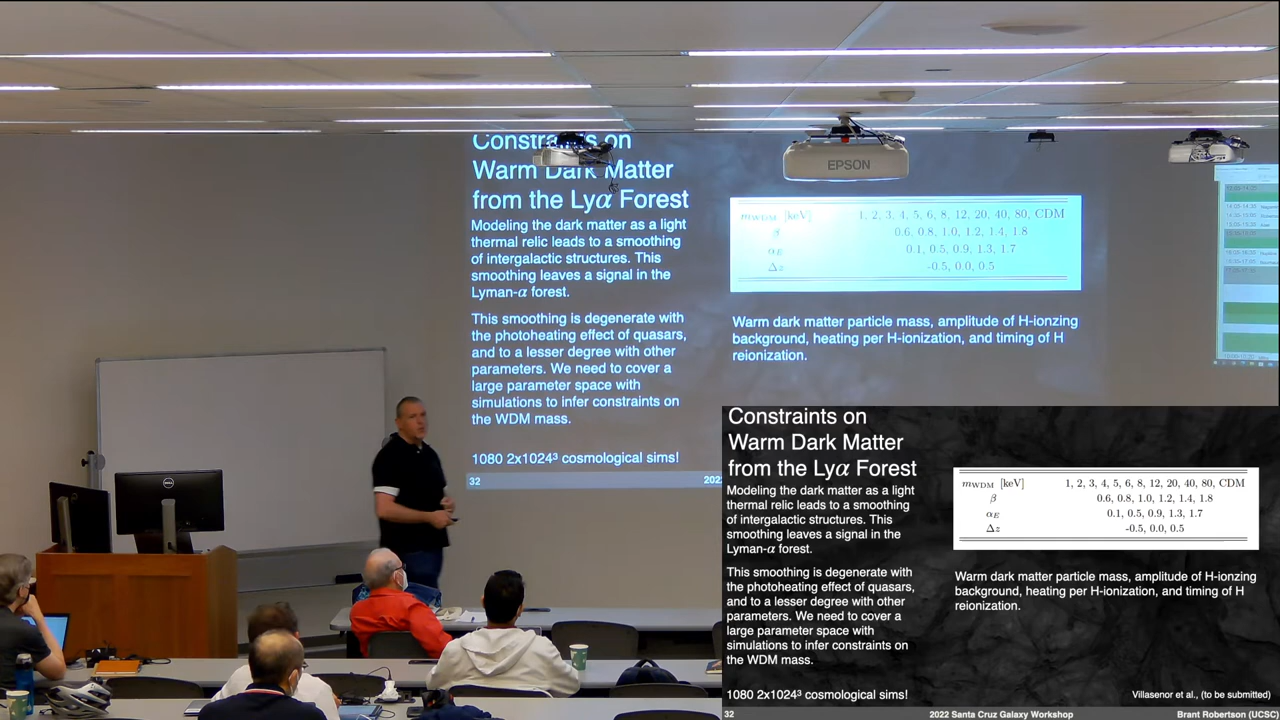 Constraints on
Warm Dark Matter
from the Lyα Forest
Modeling the dark matter as a light
thermal relic leads to a smoothing
of intergalactic structures. This
smoothing leaves a signal in the
Lyman-α forest.
This smoothing is degenerate with
the photoheating effect of quasars,
and to a lesser degree with other
parameters. We need to cover a
large parameter space with
simulations to infer constraints on
the WDM mass.
1080 2x1024³ cosmological sims!
32
202
EPSON
m_WDM [keV] 1, 2, 3, 4, 5, 6, 8, 12, 20, 40, 80, CDM
β 0.6, 0.8, 1.0, 1.2, 1.4, 1.8
α_E 0.1, 0.5, 0.9, 1.3, 1.7
Δz -0.5, 0.0, 0.5
Warm dark matter particle mass, amplitude of H-ionzing
background, heating per H-ionization, and timing of H
reionization.
DELL
Constraints on
Warm Dark Matter
from the Lyα Forest
Modeling the dark matter as a light
thermal relic leads to a smoothing
of intergalactic structures. This
smoothing leaves a signal in the
Lyman-α forest.
This smoothing is degenerate with
the photoheating effect of quasars,
and to a lesser degree with other
parameters. We need to cover a
large parameter space with
simulations to infer constraints on
the WDM mass.
1080 2x1024³ cosmological sims!
m_WDM [keV] 1, 2, 3, 4, 5, 6, 8, 12, 20, 40, 80, CDM
β 0.6, 0.8, 1.0, 1.2, 1.4, 1.8
α_E 0.1, 0.5, 0.9, 1.3, 1.7
Δz -0.5, 0.0, 0.5
Warm dark matter particle mass, amplitude of H-ionzing
background, heating per H-ionization, and timing of H
reionization.
Villasenor et al., (to be submitted)
32 2022 Santa Cruz Galaxy Workshop Brant Robertson (UCSC)